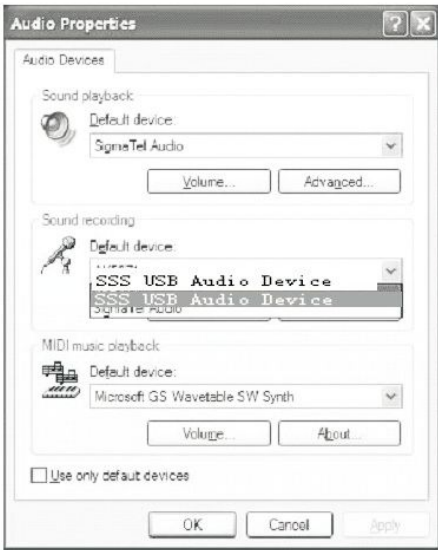 Audio Properties
Audio Devices
Sound playback
Default device:
SigmaTel Audio
Volume... Advanced...
Sound recording
Default device:
SSS USB Audio Device
SSS USB Audio Device
SigmaTel Audio
MIDI music playback
Default device:
Microsoft GS Wavetable SW Synth
Volume... About...
Use only default devices
OK Cancel Apply